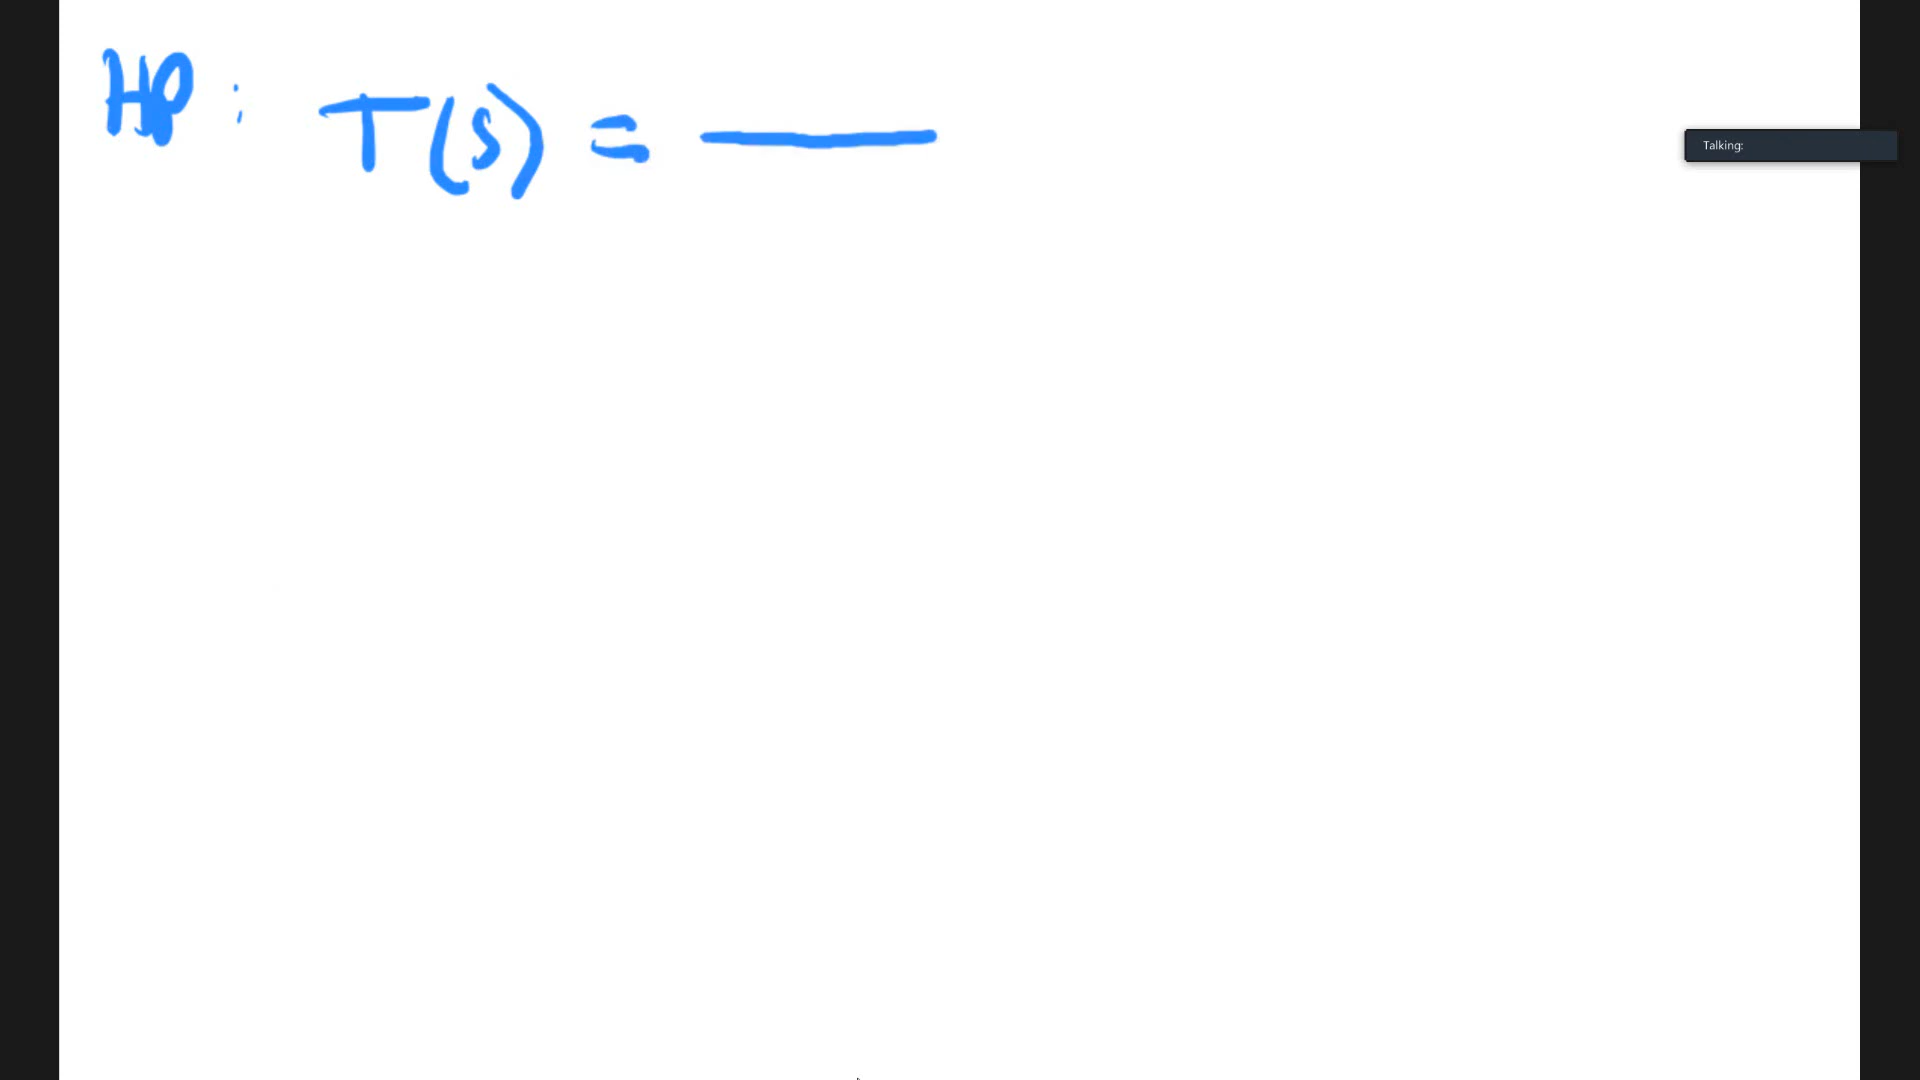 HP : T(s) =
Talking: